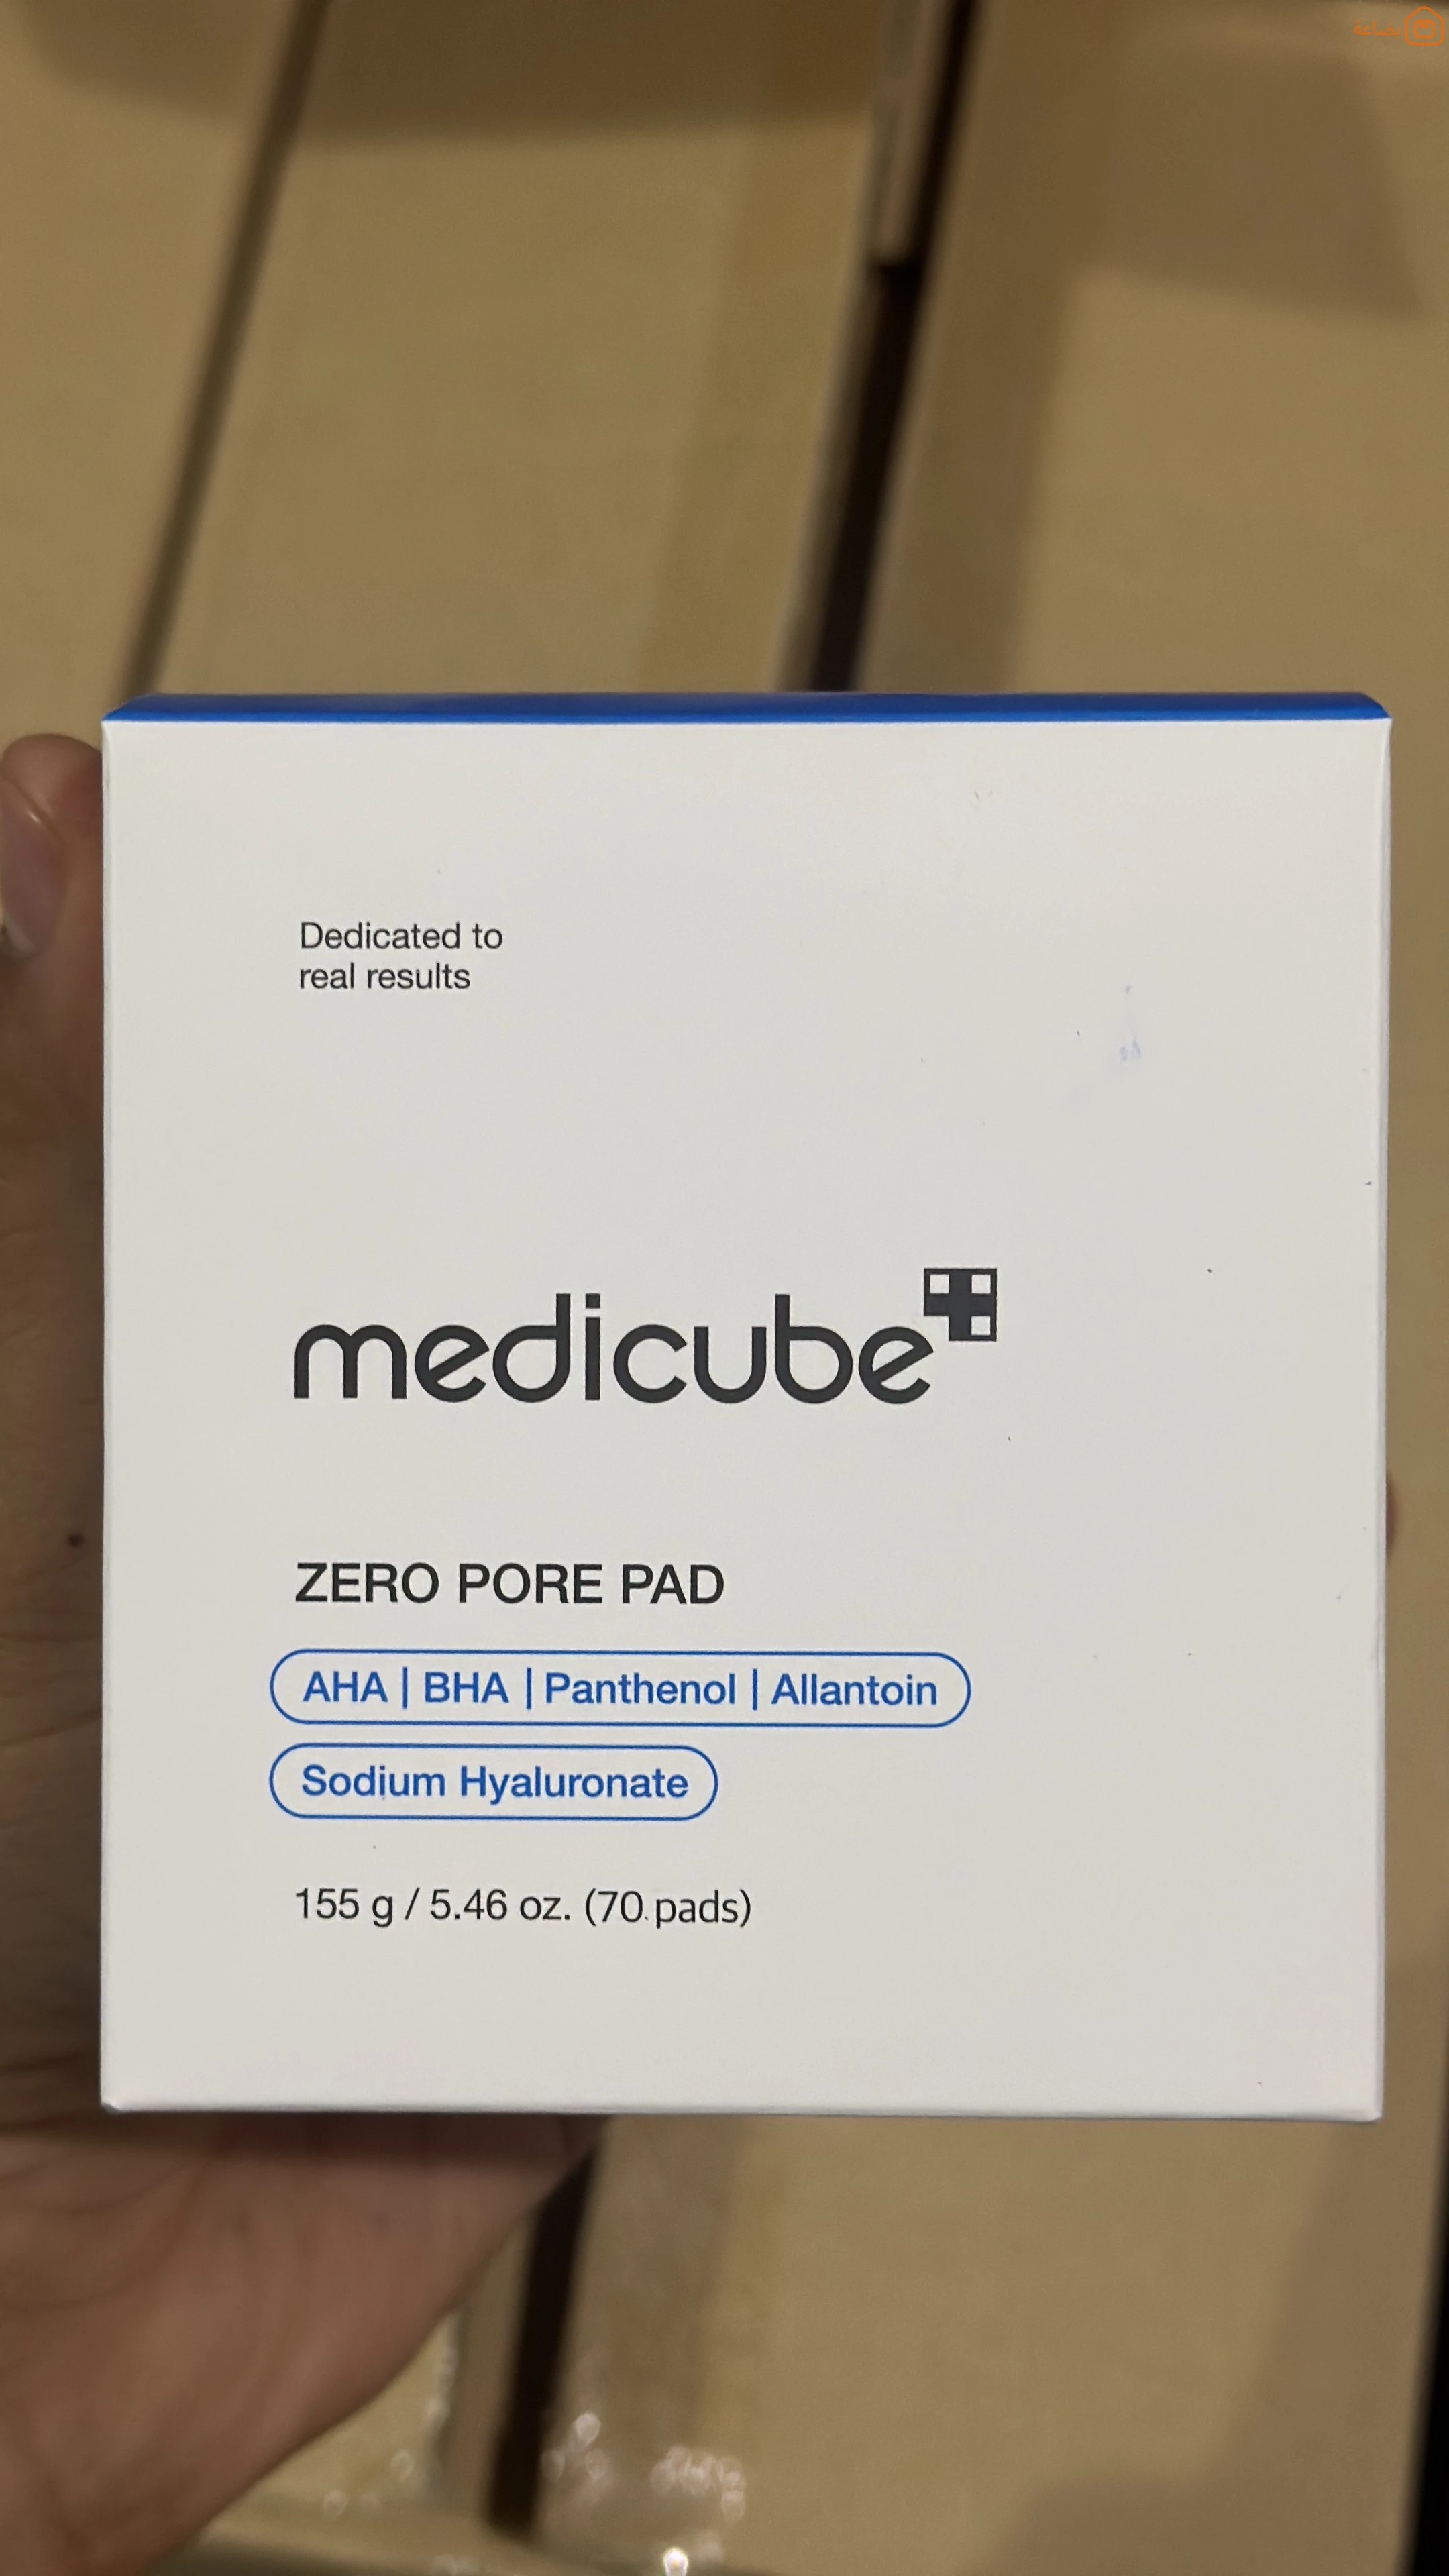 بضاعة
Dedicated to
real results
medicube
ZERO PORE PAD
AHA | BHA | Panthenol | Allantoin
Sodium Hyaluronate
155 g / 5.46 oz. (70 pads)